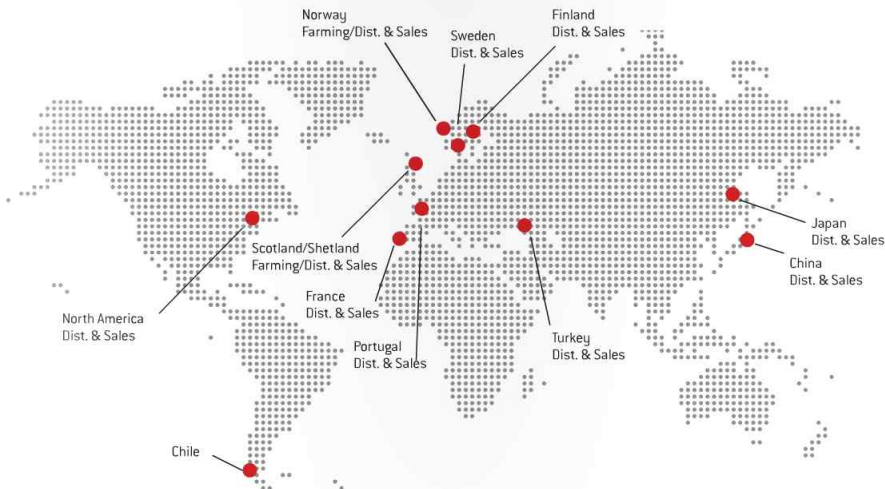 Norway
Farming/Dist. & Sales
Sweden
Dist. & Sales
Finland
Dist. & Sales
Scotland/Shetland
Farming/Dist. & Sales
Japan
Dist. & Sales
China
Dist. & Sales
France
Dist. & Sales
North America
Dist. & Sales
Portugal
Dist. & Sales
Turkey
Dist. & Sales
Chile